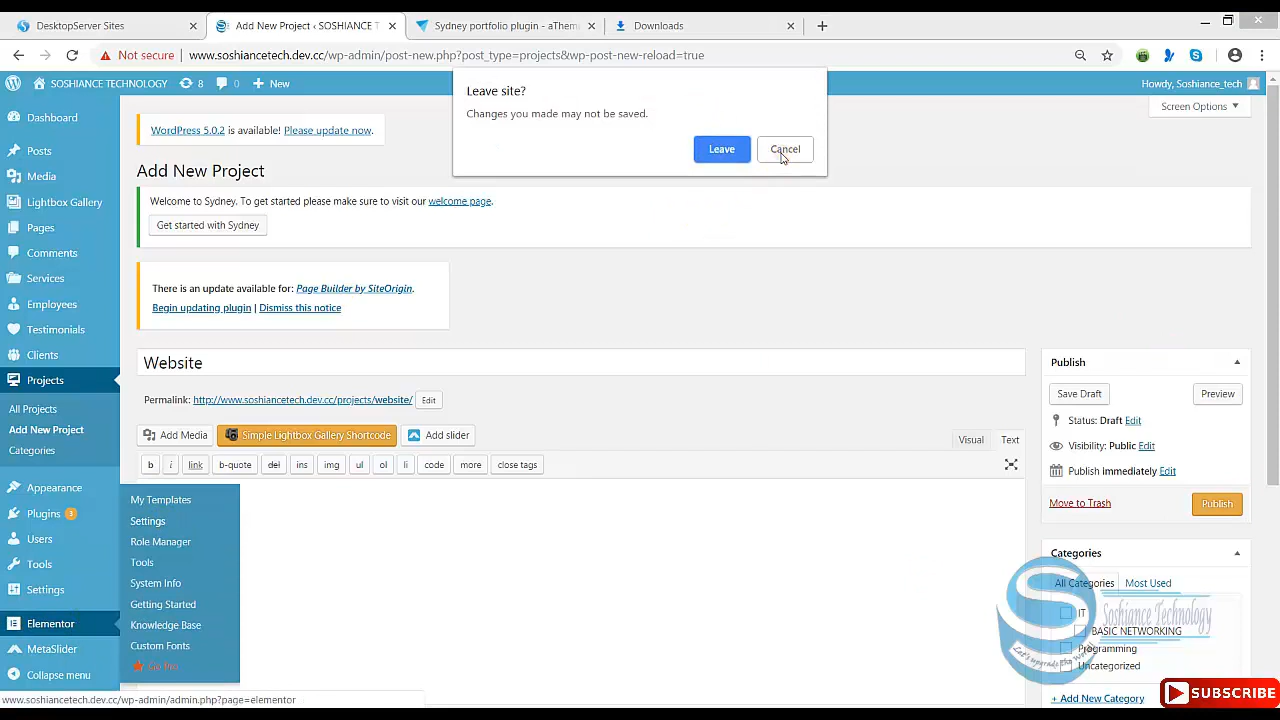 DesktopServer Sites
Add New Project ‹ SOSHIANCE T
Sydney portfolio plugin - aThem
Downloads
Not secure
www.soshiancetech.dev.cc/wp-admin/post-new.php?post_type=projects&wp-post-new-reload=true
SOSHIANCE TECHNOLOGY
8
0
New
Howdy, Soshiance_tech
Leave site?
Changes you made may not be saved.
Leave
Cancel
Screen Options
Dashboard
Posts
Media
Lightbox Gallery
Pages
Comments
Services
Employees
Testimonials
Clients
Projects
All Projects
Add New Project
Categories
Appearance
Plugins 3
Users
Tools
Settings
Elementor
MetaSlider
Collapse menu
My Templates
Settings
Role Manager
Tools
System Info
Getting Started
Knowledge Base
Custom Fonts
Go Pro
WordPress 5.0.2 is available! Please update now.
Add New Project
Welcome to Sydney. To get started please make sure to visit our welcome page.
Get started with Sydney
There is an update available for: Page Builder by SiteOrigin.
Begin updating plugin | Dismiss this notice
Website
Permalink: http://www.soshiancetech.dev.cc/projects/website/ Edit
Add Media
Simple Lightbox Gallery Shortcode
Add slider
Visual
Text
b
i
link
b-quote
del
ins
img
ul
ol
li
code
more
close tags
Publish
Save Draft
Preview
Status: Draft Edit
Visibility: Public Edit
Publish immediately Edit
Move to Trash
Publish
Categories
All Categories
Most Used
IT
BASIC NETWORKING
Programming
Uncategorized
+ Add New Category
Soshiance Technology
Let's upgrade the world
SUBSCRIBE
www.soshiancetech.dev.cc/wp-admin/admin.php?page=elementor